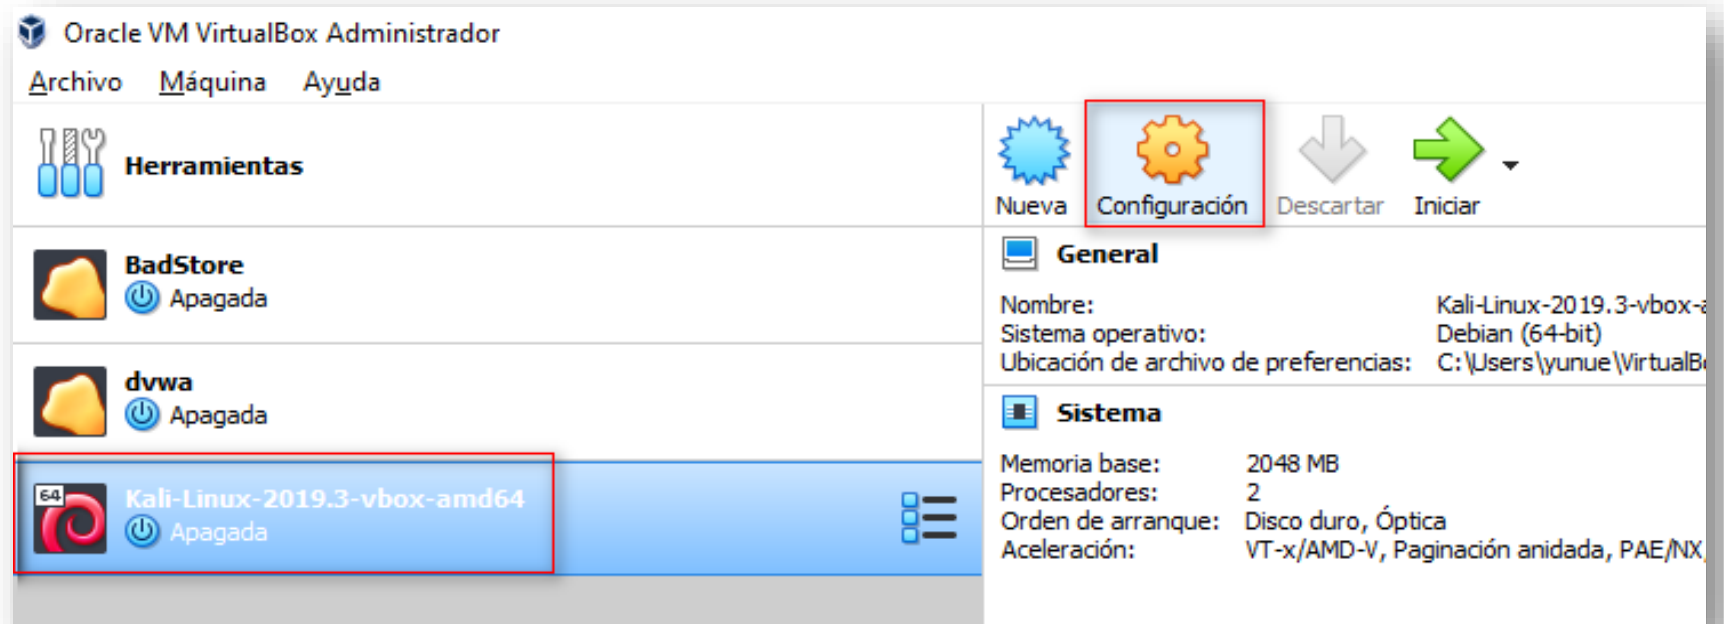 Oracle VM VirtualBox Administrador
Archivo Máquina Ayuda
Herramientas
BadStore
Apagada
dvwa
Apagada
64
Kali-Linux-2019.3-vbox-amd64
Apagada
Nueva Configuración Descartar Iniciar
General
Nombre: Kali-Linux-2019.3-vbox-
Sistema operativo: Debian (64-bit)
Ubicación de archivo de preferencias: C:\Users\yunue\VirtualB
Sistema
Memoria base: 2048 MB
Procesadores: 2
Orden de arranque: Disco duro, Óptica
Aceleración: VT-x/AMD-V, Paginación anidada, PAE/NX,